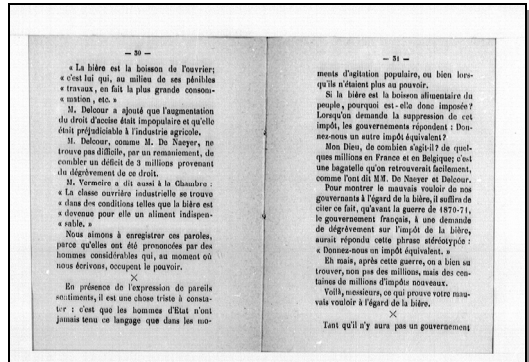 — 30 —
« La bière est la boisson de l'ouvrier;
« c'est lui qui, au milieu de ses pénibles
« travaux, en fait la plus grande consom-
« mation, etc. »
M. Delcour a ajouté que l'augmentation
du droit d'accise était impopulaire et qu'elle
était préjudiciable à l'industrie agricole.
M. Delcour, comme M. De Naeyer, ne
trouve pas difficile, par un remaniement, de
combler un déficit de 3 millions provenant
du dégrèvement de ce droit.
M. Vermeire a dit aussi à la Chambre :
« La classe ouvrière industrielle se trouve
« dans des conditions telles que la bière est
« devenue pour elle un aliment indispen-
« sable. »
Nous aimons à enregistrer ces paroles,
parce qu'elles ont été prononcées par des
hommes considérables qui, au moment où
nous écrivons, occupent le pouvoir.
×
En présence de l'expression de pareils
sentiments, il est une chose triste à consta-
ter : c'est que les hommes d'Etat n'ont
jamais tenu ce langage que dans les mo-
— 31 —
ments d'agitation populaire, ou bien lors-
qu'ils n'étaient plus au pouvoir.
Si la bière est la boisson alimentaire du
peuple, pourquoi est-elle donc imposée?
Lorsqu'on demande la suppression de cet
impôt, les gouvernements répondent : Don-
nez-nous un autre impôt équivalent?
Mon Dieu, de combien s'agit-il? de quel-
ques millions en France et en Belgique; c'est
une bagatelle qu'on retrouverait facilement,
comme l'ont dit MM. De Naeyer et Delcour.
Pour montrer le mauvais vouloir de nos
gouvernants à l'égard de la bière, il suffira de
citer ce fait, qu'avant la guerre de 1870-71,
le gouvernement français, à une demande
de dégrèvement sur l'impôt de la bière,
aurait répondu cette phrase stéréotype :
« Donnez-nous un impôt équivalent. »
Eh mais, après cette guerre, on a bien su
trouver, non pas des millions, mais des cen-
taines de millions d'impôts nouveaux.
Voilà, messieurs, ce qui prouve votre mau-
vais vouloir à l'égard de la bière.
×
Tant qu'il n'y aura pas un gouvernement